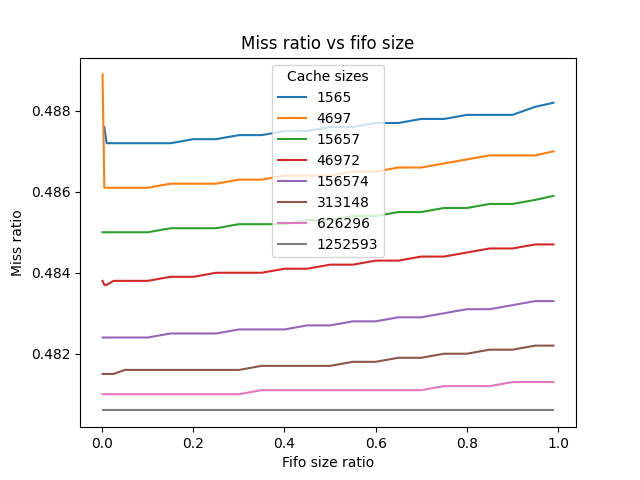 Miss ratio vs fifo size
Cache sizes
1565
4697
15657
46972
156574
313148
626296
1252593
0.488
0.486
0.484
0.482
Miss ratio
0.0 0.2 0.4 0.6 0.8 1.0
Fifo size ratio